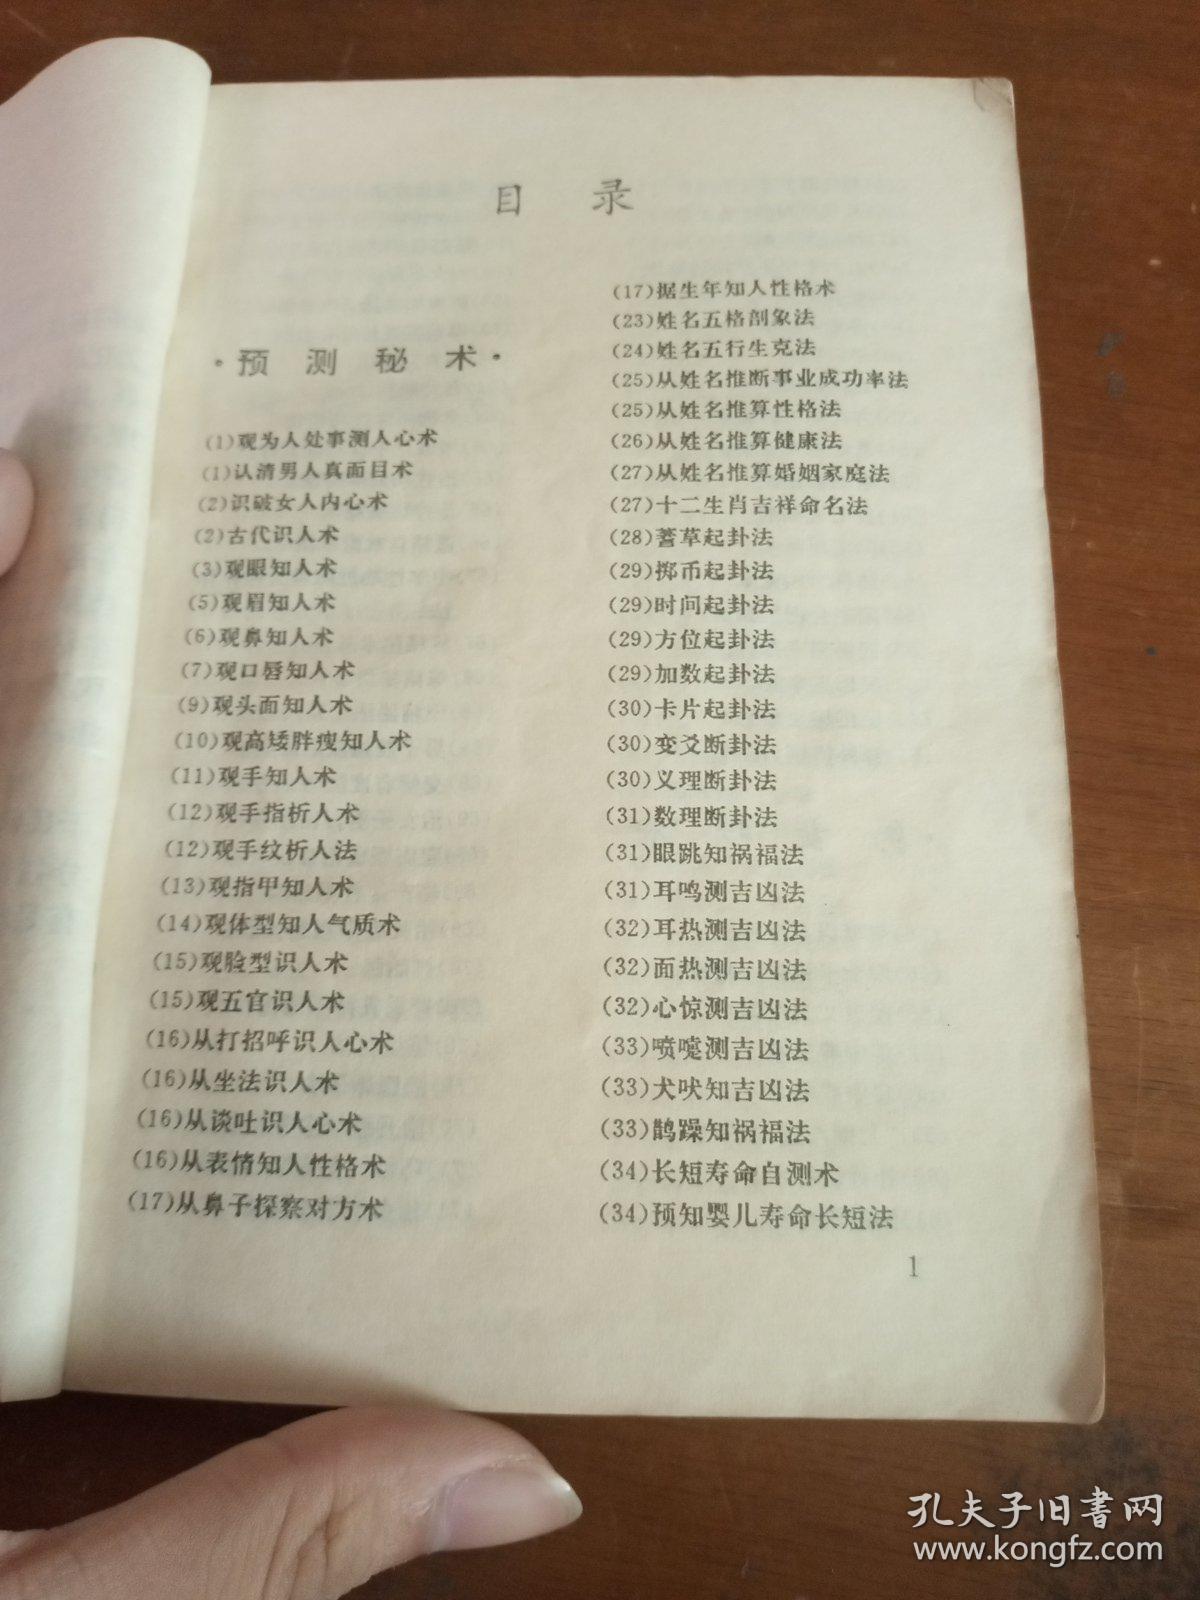 目 录
·预 测 秘 术·
(1)观为人处事测人心术
(1)认清男人真面目术
(2)识破女人内心术
(2)古代识人术
(3)观眼知人术
(5)观眉知人术
(6)观鼻知人术
(7)观口唇知人术
(9)观头面知人术
(10)观高矮胖瘦知人术
(11)观手知人术
(12)观手指析人术
(12)观手纹析人法
(13)观指甲知人术
(14)观体型知人气质术
(15)观脸型识人术
(15)观五官识人术
(16)从打招呼识人心术
(16)从坐法识人术
(16)从谈吐识人心术
(16)从表情知人性格术
(17)从鼻子探察对方术
(17)据生年知人性格术
(23)姓名五格剖象法
(24)姓名五行生克法
(25)从姓名推断事业成功率法
(25)从姓名推算性格法
(26)从姓名推算健康法
(27)从姓名推算婚姻家庭法
(27)十二生肖吉祥命名法
(28)蓍草起卦法
(29)掷币起卦法
(29)时间起卦法
(29)方位起卦法
(29)加数起卦法
(30)卡片起卦法
(30)变爻断卦法
(30)义理断卦法
(31)数理断卦法
(31)眼跳知祸福法
(31)耳鸣测吉凶法
(32)耳热测吉凶法
(32)面热测吉凶法
(32)心惊测吉凶法
(33)喷嚏测吉凶法
(33)犬吠知吉凶法
(33)鹊躁知祸福法
(34)长短寿命自测术
(34)预知婴儿寿命长短法
1
孔夫子旧书网
www.kongfz.com